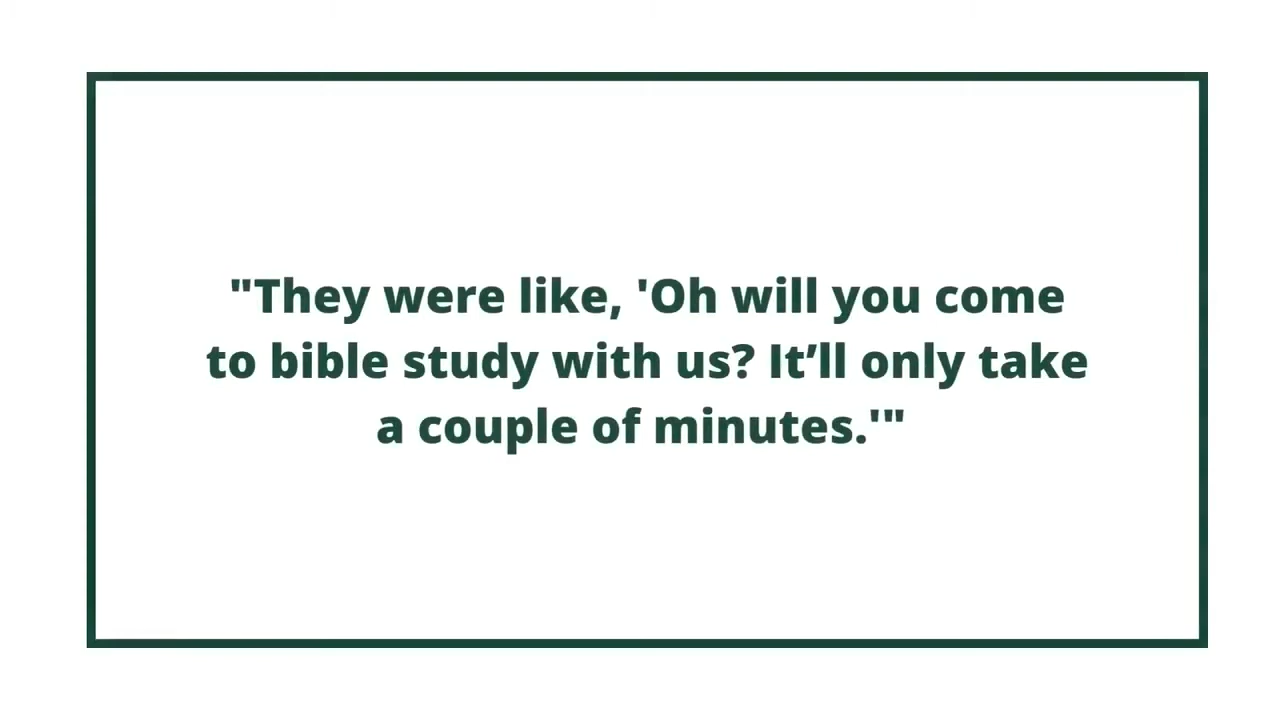 "They were like, 'Oh will you come
to bible study with us? It’ll only take
a couple of minutes.'"